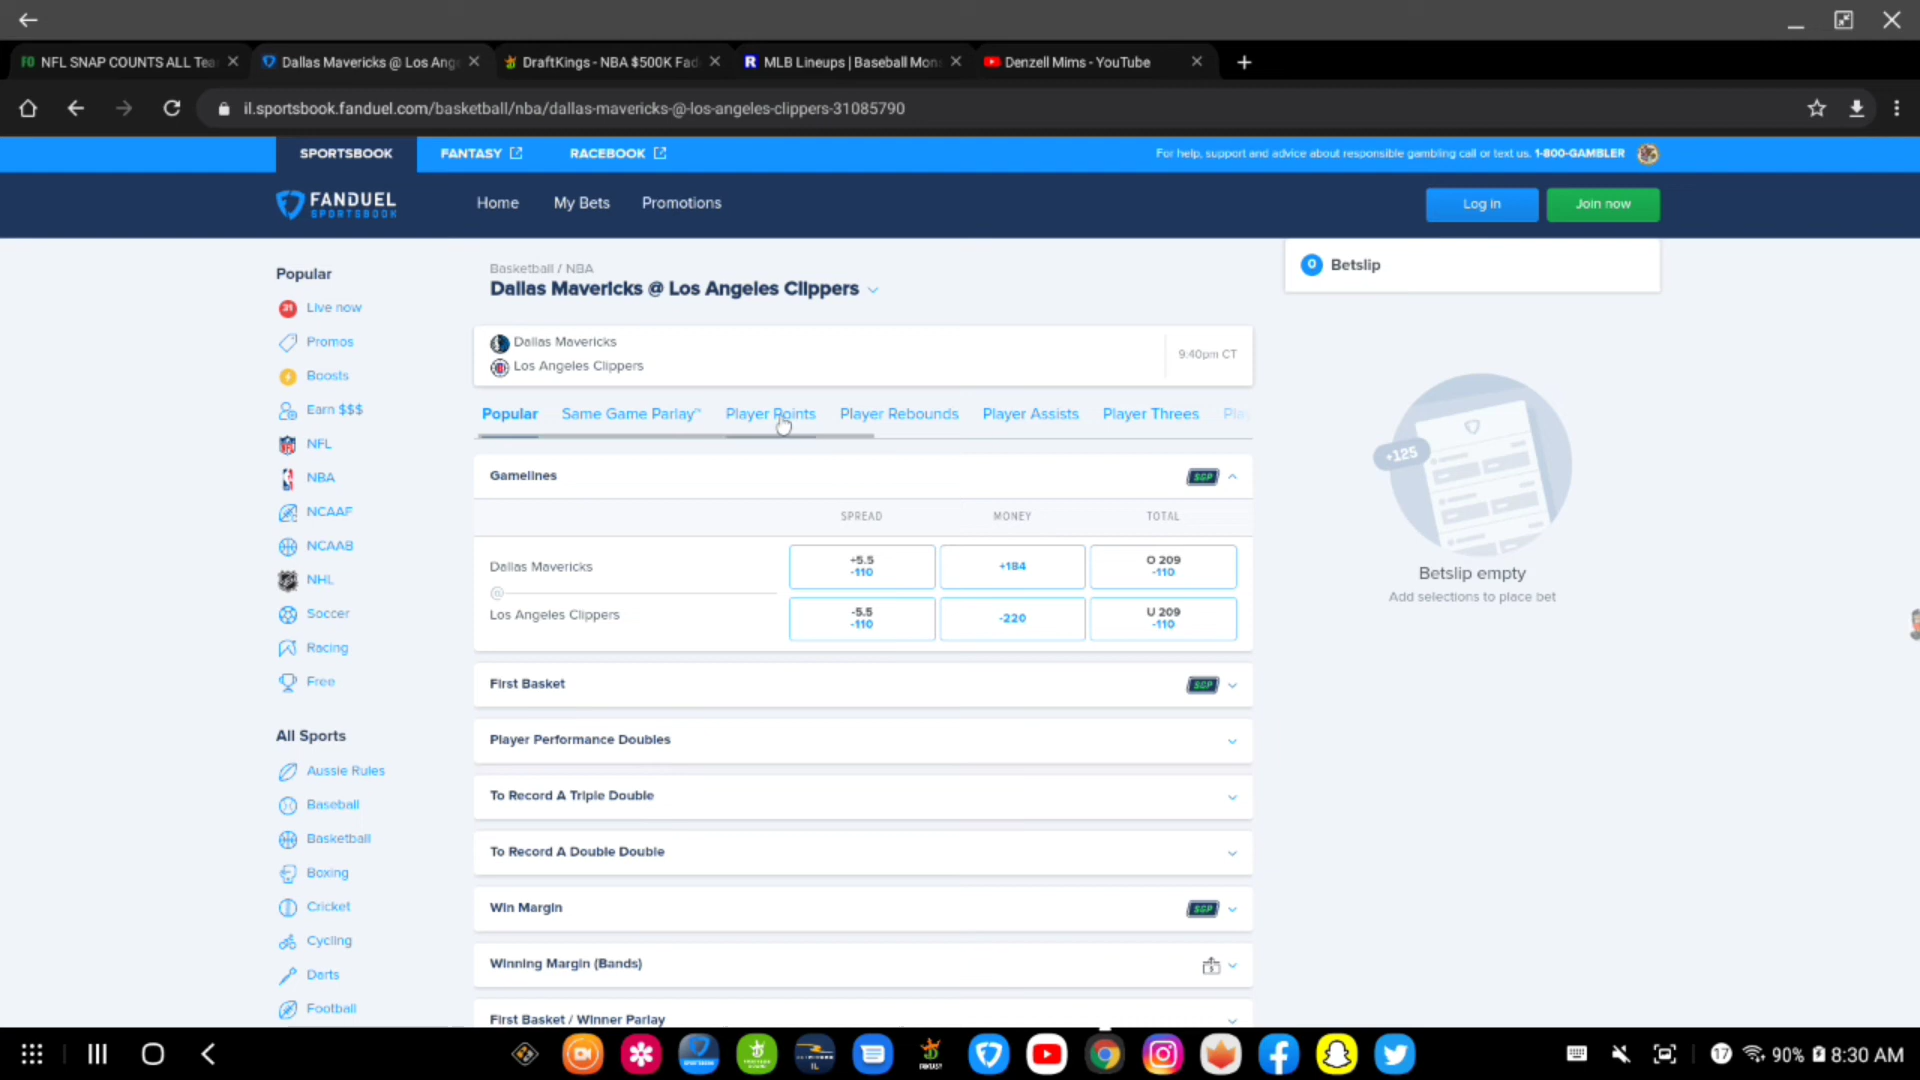 NFL SNAP COUNTS ALL Tea
Dallas Mavericks @ Los Ang
DraftKings - NBA $500K Fad
MLB Lineups | Baseball Mon
Denzell Mims - YouTube
il.sportsbook.fanduel.com/basketball/nba/dallas-mavericks-@-los-angeles-clippers-31085790
SPORTSBOOK
FANTASY
RACEBOOK
For help, support and advice about responsible gambling call or text us. 1-800-GAMBLER
FANDUEL
SPORTSBOOK
Home
My Bets
Promotions
Log in
Join now
Popular
31 Live now
Promos
Boosts
Earn $$$
NFL
NBA
NCAAF
NCAAB
NHL
Soccer
Racing
Free
All Sports
Aussie Rules
Baseball
Basketball
Boxing
Cricket
Cycling
Darts
Football
Basketball / NBA
Dallas Mavericks @ Los Angeles Clippers
Dallas Mavericks
Los Angeles Clippers
9:40pm CT
Popular
Same Game Parlay™
Player Points
Player Rebounds
Player Assists
Player Threes
Pla
Gamelines
SGP
SPREAD
MONEY
TOTAL
Dallas Mavericks
+5.5
-110
+184
O 209
-110
@
Los Angeles Clippers
-5.5
-110
-220
U 209
-110
First Basket
SGP
Player Performance Doubles
To Record A Triple Double
To Record A Double Double
Win Margin
SGP
Winning Margin (Bands)
First Basket / Winner Parlay
0 Betslip
+125
Betslip empty
Add selections to place bet
17
90%
8:30 AM